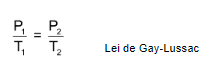 P₁/T₁ = P₂/T₂ Lei de Gay-Lussac